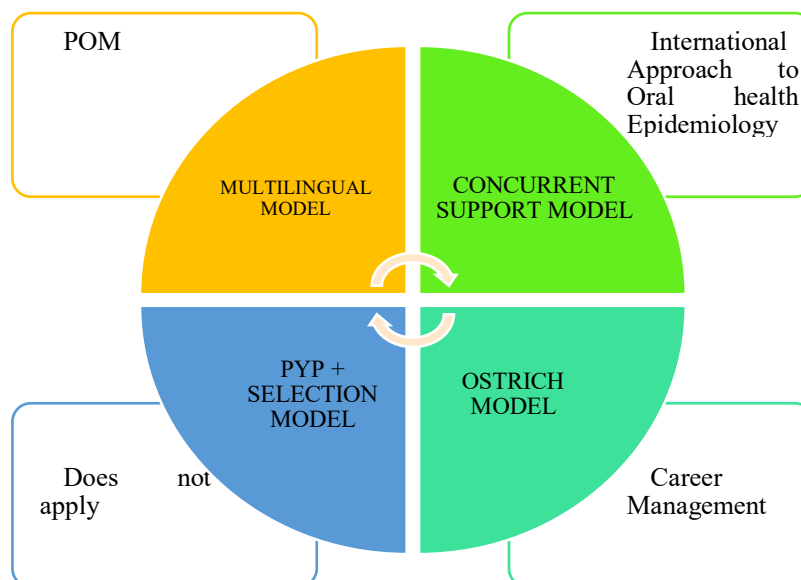 POM
International
Approach to
Oral health
Epidemiology
MULTILINGUAL
MODEL
CONCURRENT
SUPPORT MODEL
PYP +
SELECTION
MODEL
OSTRICH
MODEL
Does not
apply
Career
Management